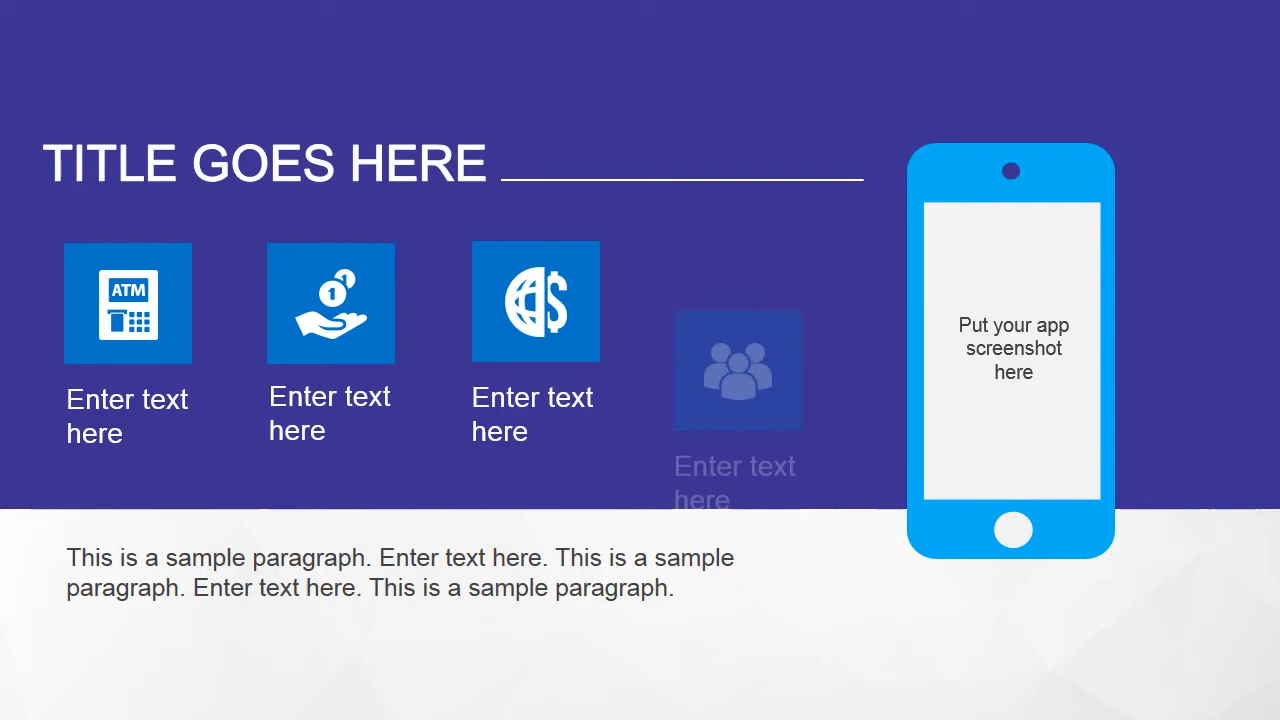 TITLE GOES HERE
ATM
1
1
Enter text
here
Enter text
here
Enter text
here
Enter text
here
Put your app
screenshot
here
This is a sample paragraph. Enter text here. This is a sample
paragraph. Enter text here. This is a sample paragraph.